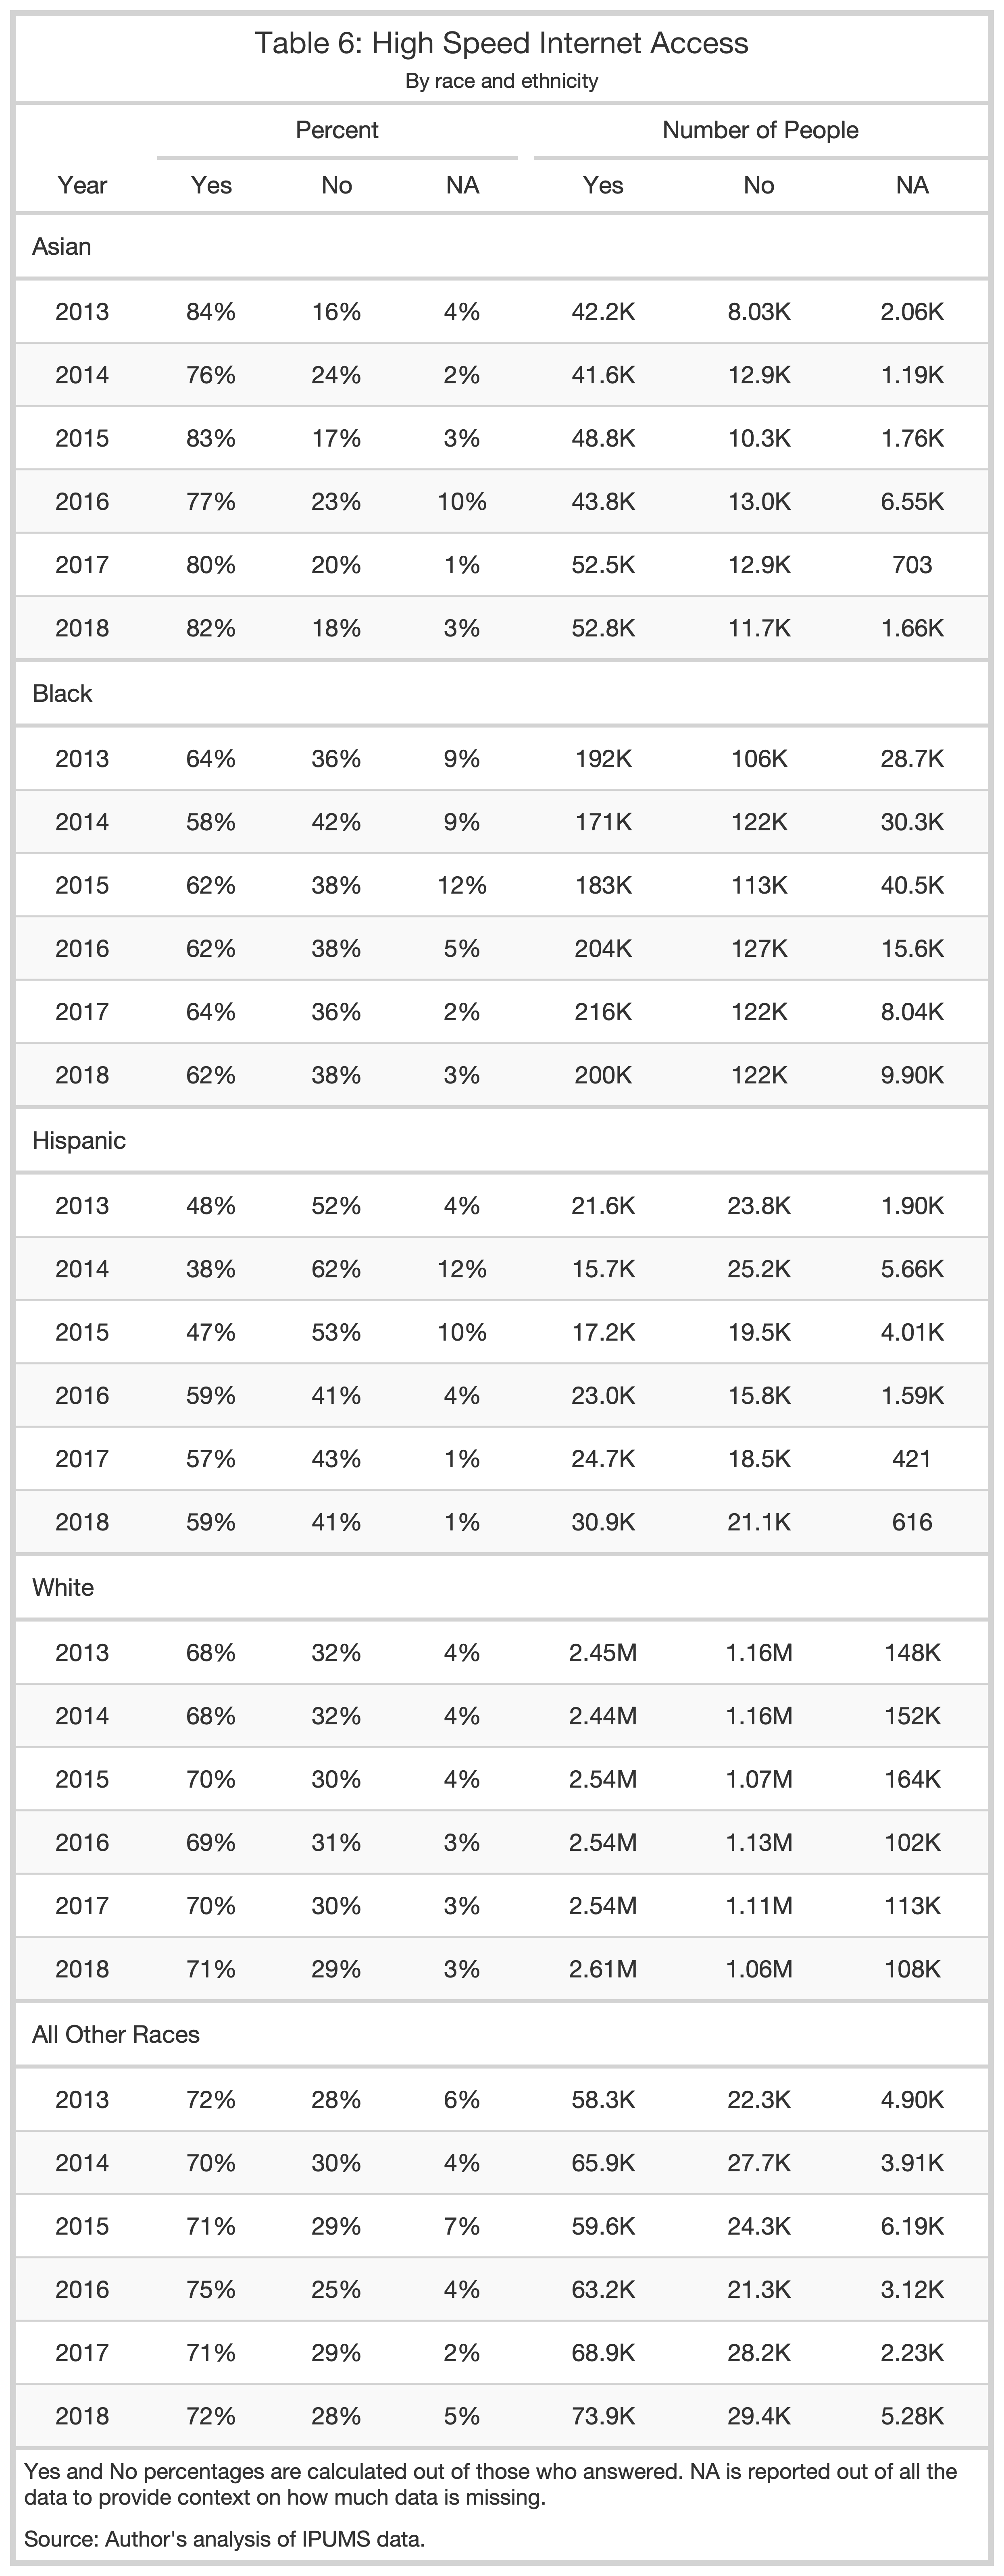 Table 6: High Speed Internet Access
By race and ethnicity
Percent Number of People
Year Yes No NA Yes No NA
Asian
2013 84% 16% 4% 42.2K 8.03K 2.06K
2014 76% 24% 2% 41.6K 12.9K 1.19K
2015 83% 17% 3% 48.8K 10.3K 1.76K
2016 77% 23% 10% 43.8K 13.0K 6.55K
2017 80% 20% 1% 52.5K 12.9K 703
2018 82% 18% 3% 52.8K 11.7K 1.66K
Black
2013 64% 36% 9% 192K 106K 28.7K
2014 58% 42% 9% 171K 122K 30.3K
2015 62% 38% 12% 183K 113K 40.5K
2016 62% 38% 5% 204K 127K 15.6K
2017 64% 36% 2% 216K 122K 8.04K
2018 62% 38% 3% 200K 122K 9.90K
Hispanic
2013 48% 52% 4% 21.6K 23.8K 1.90K
2014 38% 62% 12% 15.7K 25.2K 5.66K
2015 47% 53% 10% 17.2K 19.5K 4.01K
2016 59% 41% 4% 23.0K 15.8K 1.59K
2017 57% 43% 1% 24.7K 18.5K 421
2018 59% 41% 1% 30.9K 21.1K 616
White
2013 68% 32% 4% 2.45M 1.16M 148K
2014 68% 32% 4% 2.44M 1.16M 152K
2015 70% 30% 4% 2.54M 1.07M 164K
2016 69% 31% 3% 2.54M 1.13M 102K
2017 70% 30% 3% 2.54M 1.11M 113K
2018 71% 29% 3% 2.61M 1.06M 108K
All Other Races
2013 72% 28% 6% 58.3K 22.3K 4.90K
2014 70% 30% 4% 65.9K 27.7K 3.91K
2015 71% 29% 7% 59.6K 24.3K 6.19K
2016 75% 25% 4% 63.2K 21.3K 3.12K
2017 71% 29% 2% 68.9K 28.2K 2.23K
2018 72% 28% 5% 73.9K 29.4K 5.28K
Yes and No percentages are calculated out of those who answered. NA is reported out of all the
data to provide context on how much data is missing.
Source: Author's analysis of IPUMS data.